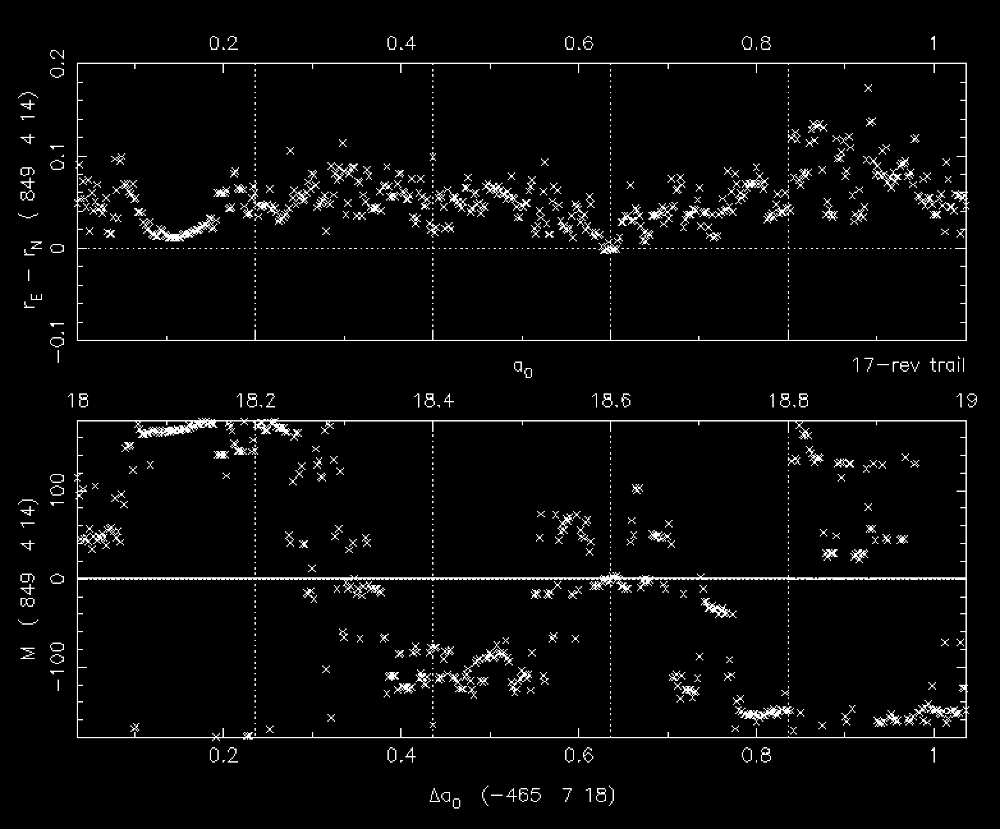 0.2 0.4 0.6 0.8 1
r_E − r_N ( 849 4 14)
0.2
0.1
0
−0.1
a_0
17−rev trail
18 18.2 18.4 18.6 18.8 19
M ( 849 4 14)
100
0
−100
0.2 0.4 0.6 0.8 1
Δa_0 (−465 7 18)